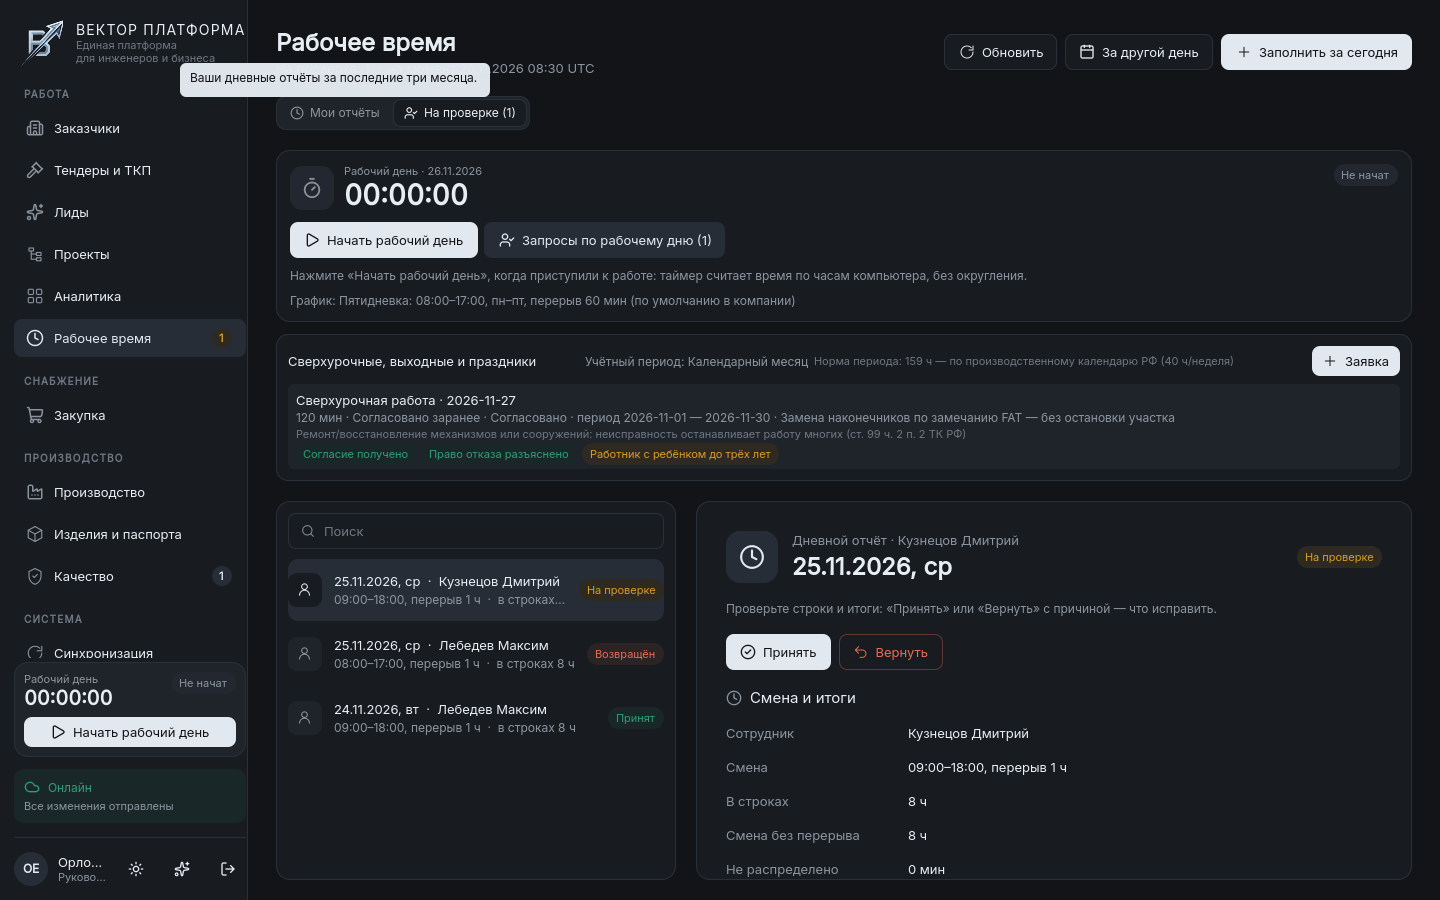 ВЕКТОР ПЛАТФОРМА
Единая платформа
для инженеров и бизнеса
РАБОТА
Заказчики
Тендеры и ТКП
Лиды
Проекты
Аналитика
Рабочее время 1
СНАБЖЕНИЕ
Закупка
ПРОИЗВОДСТВО
Производство
Изделия и паспорта
Качество 1
СИСТЕМА
Синхронизация
Рабочий день Не начат
00:00:00
Начать рабочий день
Онлайн
Все изменения отправлены
ОЕ Орло...
Руково...
Рабочее время
Ваши дневные отчёты за последние три месяца.
.2026 08:30 UTC
Обновить За другой день Заполнить за сегодня
Мои отчёты На проверке (1)
Рабочий день · 26.11.2026 Не начат
00:00:00
Начать рабочий день Запросы по рабочему дню (1)
Нажмите «Начать рабочий день», когда приступили к работе: таймер считает время по часам компьютера, без округления.
График: Пятидневка: 08:00–17:00, пн–пт, перерыв 60 мин (по умолчанию в компании)
Сверхурочные, выходные и праздники Учётный период: Календарный месяц Норма периода: 159 ч — по производственному календарю РФ (40 ч/неделя) Заявка
Сверхурочная работа · 2026-11-27
120 мин · Согласовано заранее · Согласовано · период 2026-11-01 — 2026-11-30 · Замена наконечников по замечанию FAT — без остановки участка
Ремонт/восстановление механизмов или сооружений: неисправность останавливает работу многих (ст. 99 ч. 2 п. 2 ТК РФ)
Согласие получено Право отказа разъяснено Работник с ребёнком до трёх лет
Поиск
25.11.2026, ср · Кузнецов Дмитрий
09:00–18:00, перерыв 1 ч · в строках... На проверке
25.11.2026, ср · Лебедев Максим
08:00–17:00, перерыв 1 ч · в строках 8 ч Возвращён
24.11.2026, вт · Лебедев Максим
09:00–18:00, перерыв 1 ч · в строках 8 ч Принят
Дневной отчёт · Кузнецов Дмитрий
25.11.2026, ср На проверке
Проверьте строки и итоги: «Принять» или «Вернуть» с причиной — что исправить.
Принять Вернуть
Смена и итоги
Сотрудник Кузнецов Дмитрий
Смена 09:00–18:00, перерыв 1 ч
В строках 8 ч
Смена без перерыва 8 ч
Не распределено 0 мин